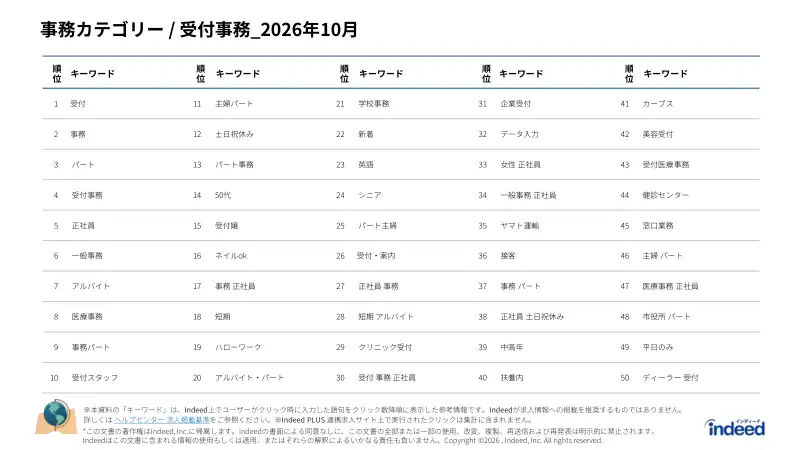 事務カテゴリー / 受付事務_2026年10月
順位 キーワード 順位 キーワード 順位 キーワード 順位 キーワード 順位 キーワード
1 受付 11 主婦パート 21 学校事務 31 企業受付 41 カーブス
2 事務 12 土日祝休み 22 新着 32 データ入力 42 美容受付
3 パート 13 パート事務 23 英語 33 女性 正社員 43 受付医療事務
4 受付事務 14 50代 24 シニア 34 一般事務 正社員 44 健診センター
5 正社員 15 受付嬢 25 パート主婦 35 ヤマト運輸 45 窓口業務
6 一般事務 16 ネイルok 26 受付・案内 36 接客 46 主婦 パート
7 アルバイト 17 事務 正社員 27 正社員 事務 37 事務 パート 47 医療事務 正社員
8 医療事務 18 短期 28 短期 アルバイト 38 正社員 土日祝休み 48 市役所 パート
9 事務パート 19 ハローワーク 29 クリニック受付 39 中高年 49 平日のみ
10 受付スタッフ 20 アルバイト・パート 30 受付 事務 正社員 40 扶養内 50 ディーラー 受付
※本資料の「キーワード」は、Indeed上でユーザーがクリック時に入力した語句をクリック数降順に表示した参考情報です。Indeedが求人情報への掲載を推奨するものではありません。
詳しくは ヘルプセンター 求人掲載基準をご参照ください。※Indeed PLUS 連携求人サイト上で実行されたクリックは集計に含まれません。
*この文書の著作権はIndeed, Inc.に帰属します。Indeedの書面による同意なしに、この文書の全部または一部の使用、改変、複製、再送信および再発表は明示的に禁止されます。
Indeedはこの文書に含まれる情報の使用もしくは適用、またはそれらの解釈によるいかなる責任も負いません。Copyright ©2026 , Indeed, Inc. All rights reserved.
インディード
indeed